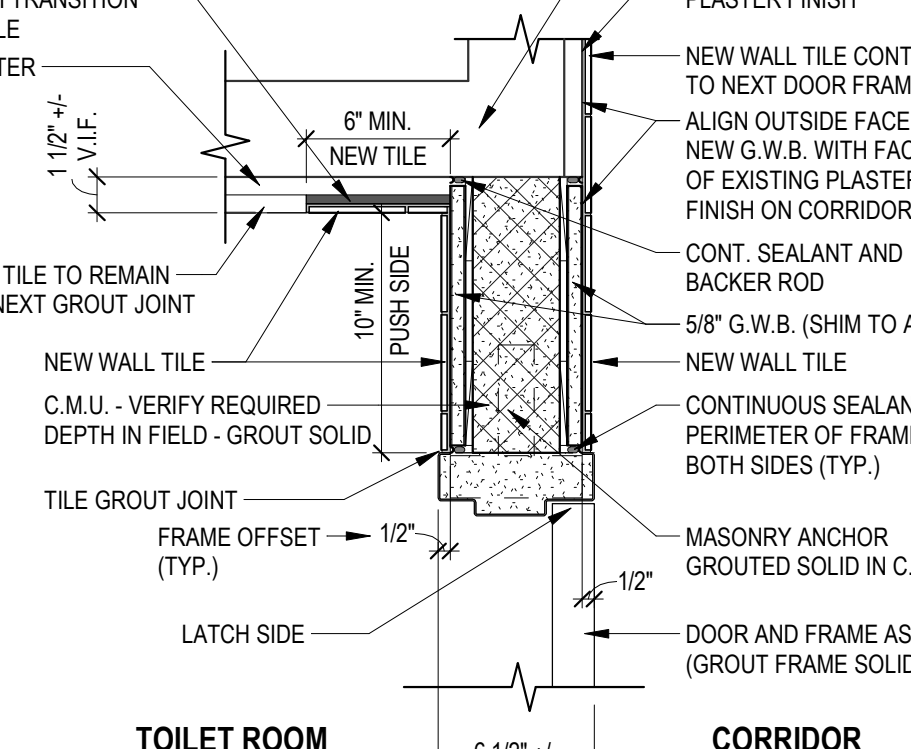 TRANSITION
PLASTER FINISH
NEW WALL TILE CONT
TO NEXT DOOR FRAM
1 1/2" +/-
V.I.F.
6" MIN.
NEW TILE
ALIGN OUTSIDE FACE
NEW G.W.B. WITH FAC
OF EXISTING PLASTER
FINISH ON CORRIDOR
CONT. SEALANT AND
BACKER ROD
TILE TO REMAIN
NEXT GROUT JOINT
10" MIN.
PUSH SIDE
5/8" G.W.B. (SHIM TO A
NEW WALL TILE
NEW WALL TILE
C.M.U. - VERIFY REQUIRED
DEPTH IN FIELD - GROUT SOLID
CONTINUOUS SEALAN
PERIMETER OF FRAME
BOTH SIDES (TYP.)
TILE GROUT JOINT
FRAME OFFSET
(TYP.)
1/2"
MASONRY ANCHOR
GROUTED SOLID IN C.
1/2"
LATCH SIDE
DOOR AND FRAME AS
(GROUT FRAME SOLID
TOILET ROOM
6 1/2" +/-
CORRIDOR